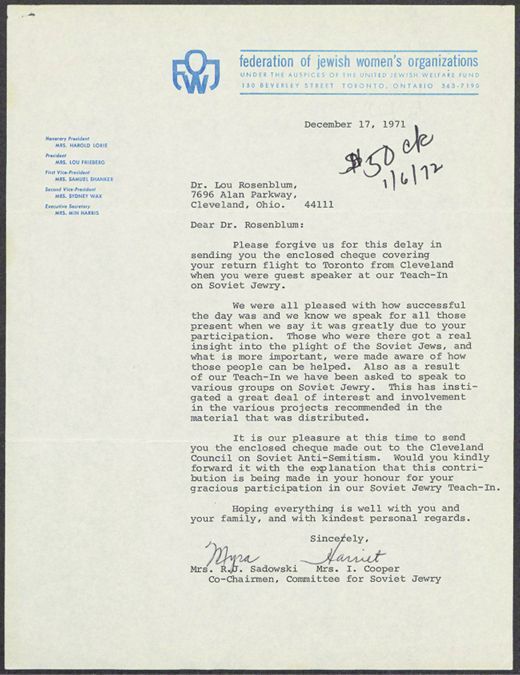 FJWO
federation of jewish women's organizations
UNDER THE AUSPICES OF THE UNITED JEWISH WELFARE FUND
150 BEVERLEY STREET TORONTO, ONTARIO 363-7190
December 17, 1971
$50 ck
1/6/72
Honorary President
MRS. HAROLD LORIE
President
MRS. LOU FRIEBERG
First Vice-President
MRS. SAMUEL SHANKER
Second Vice-President
MRS. SYDNEY WAX
Executive Secretary
MRS. MIN HARRIS
Dr. Lou Rosenblum,
7696 Alan Parkway,
Cleveland, Ohio. 44111
Dear Dr. Rosenblum:
Please forgive us for this delay in
sending you the enclosed cheque covering
your return flight to Toronto from Cleveland
when you were guest speaker at our Teach-In
on Soviet Jewry.
We were all pleased with how successful
the day was and we know we speak for all those
present when we say it was greatly due to your
participation. Those who were there got a real
insight into the plight of the Soviet Jews, and
what is more important, were made aware of how
those people can be helped. Also as a result
of our Teach-In we have been asked to speak to
various groups on Soviet Jewry. This has insti-
gated a great deal of interest and involvement
in the various projects recommended in the
material that was distributed.
It is our pleasure at this time to send
you the enclosed cheque made out to the Cleveland
Council on Soviet Anti-Semitism. Would you kindly
forward it with the explanation that this contri-
bution is being made in your honour for your
gracious participation in our Soviet Jewry Teach-In.
Hoping everything is well with you and
your family, and with kindest personal regards.
Sincerely,
Myra Harriet
Mrs. R.J. Sadowski Mrs. I. Cooper
Co-Chairmen, Committee for Soviet Jewry